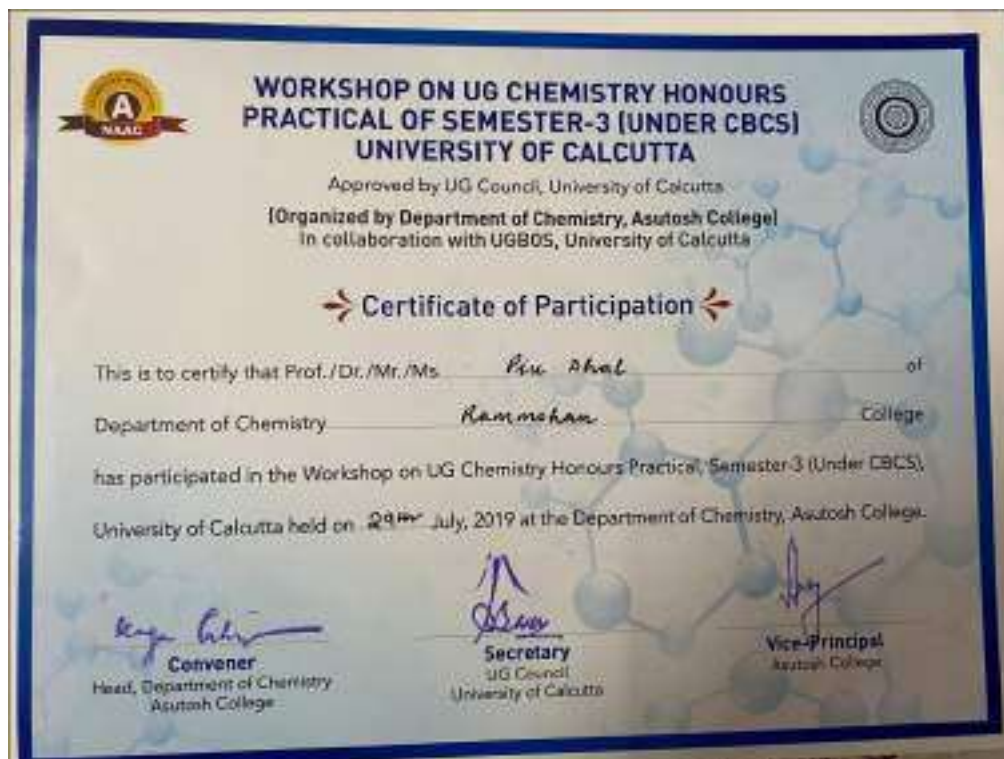 A
NAAC
WORKSHOP ON UG CHEMISTRY HONOURS
PRACTICAL OF SEMESTER-3 (UNDER CBCS)
UNIVERSITY OF CALCUTTA
Approved by UG Council, University of Calcutta
(Organized by Department of Chemistry, Asutosh College)
In collaboration with UGBOS, University of Calcutta
Certificate of Participation
This is to certify that Prof./Dr./Mr./Ms. Piu of
Department of Chemistry Rammohan College
has participated in the Workshop on UG Chemistry Honours Practical, Semester-3 (Under CBCS),
University of Calcutta held on 29th July, 2019 at the Department of Chemistry, Asutosh College.
Convener
Head, Department of Chemistry
Asutosh College
Secretary
UG Council
University of Calcutta
Vice-Principal
Asutosh College